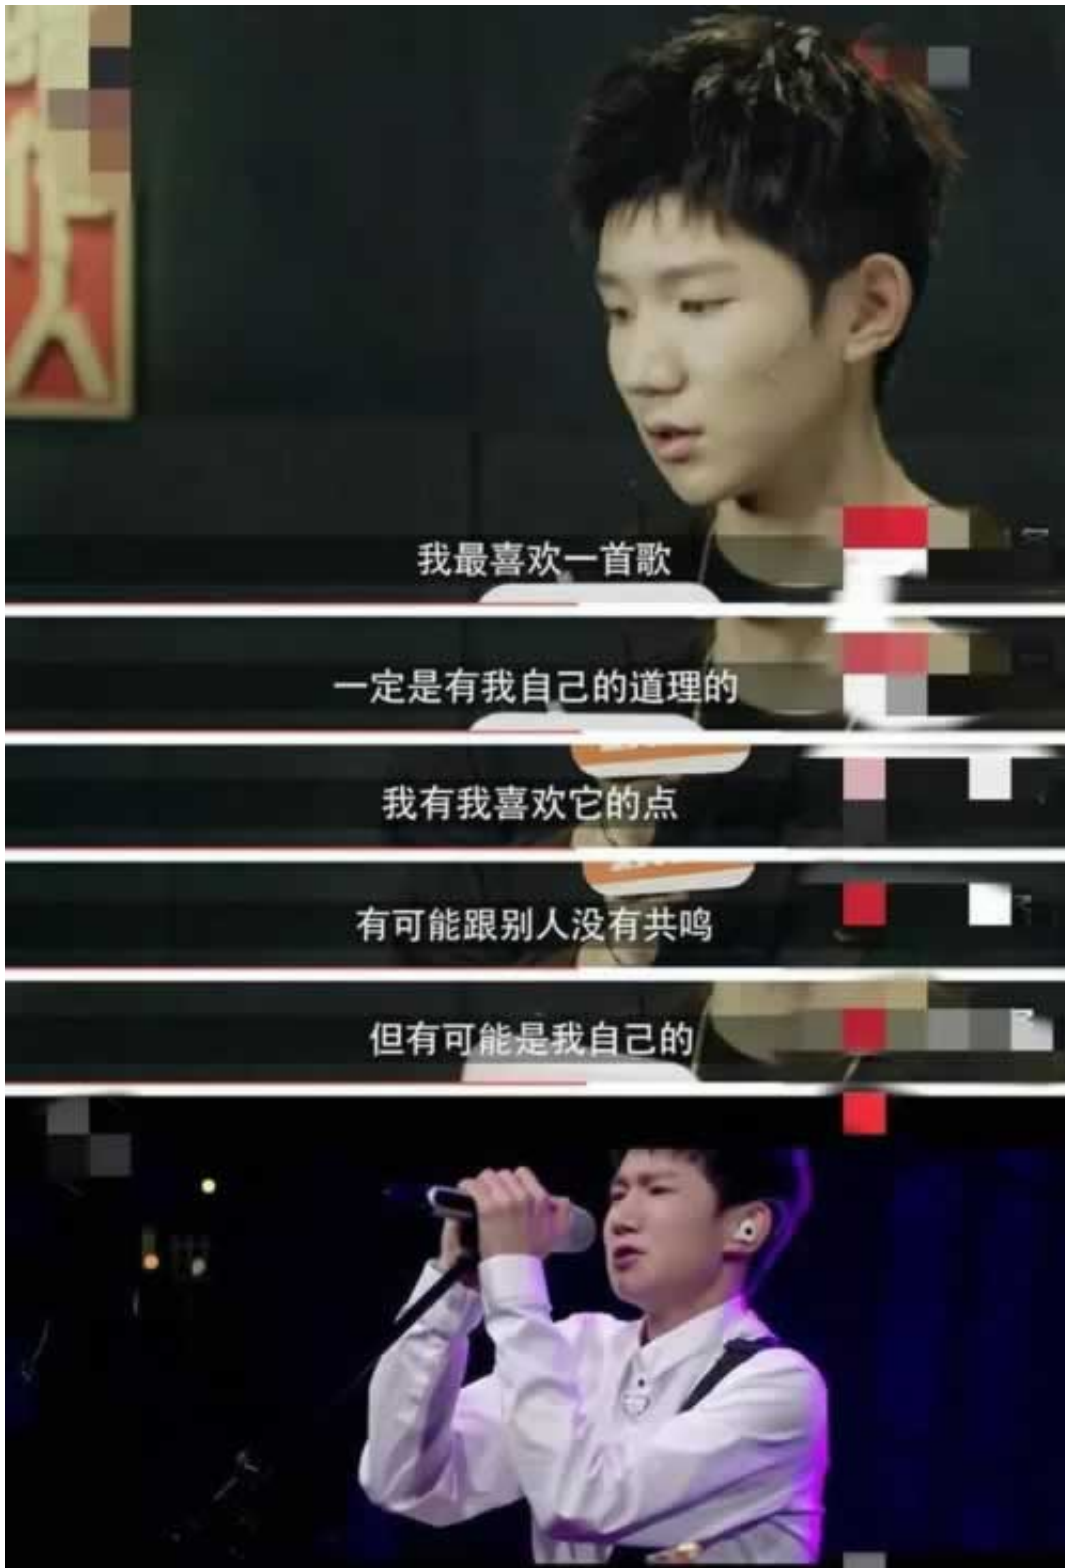 我最喜欢一首歌
一定是有我自己的道理的
我有我喜欢它的点
有可能跟别人没有共鸣
但有可能是我自己的